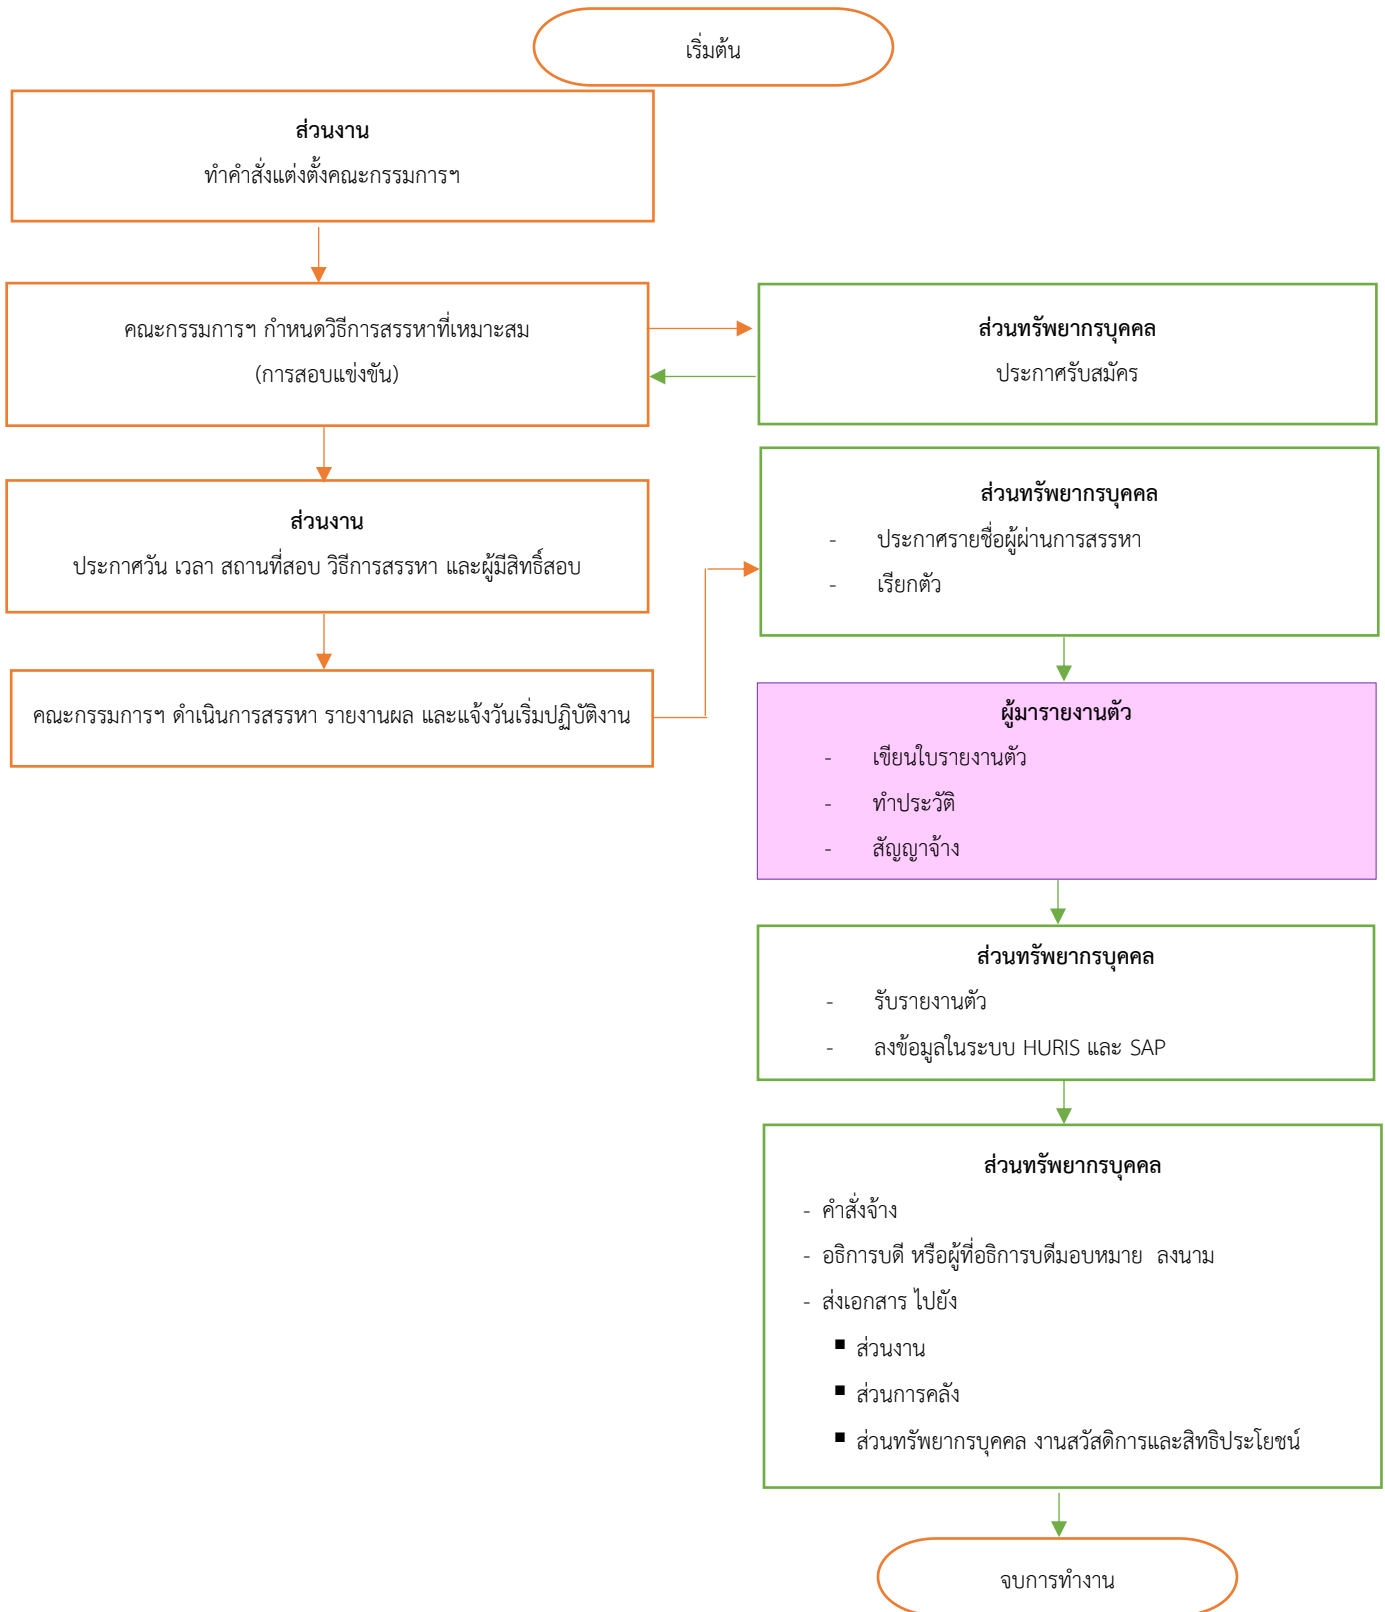 เริ่มต้น
ส่วนงาน
ทำคำสั่งแต่งตั้งคณะกรรมการฯ
คณะกรรมการฯ กำหนดวิธีการสรรหาที่เหมาะสม
(การสอบแข่งขัน)
ส่วนทรัพยากรบุคคล
ประกาศรับสมัคร
ส่วนงาน
ประกาศวัน เวลา สถานที่สอบ วิธีการสรรหา และผู้มีสิทธิ์สอบ
คณะกรรมการฯ ดำเนินการสรรหา รายงานผล และแจ้งวันเริ่มปฏิบัติงาน
ส่วนทรัพยากรบุคคล
- ประกาศรายชื่อผู้ผ่านการสรรหา
- เรียกตัว
ผู้มารายงานตัว
- เขียนใบรายงานตัว
- ทำประวัติ
- สัญญาจ้าง
ส่วนทรัพยากรบุคคล
- รับรายงานตัว
- ลงข้อมูลในระบบ HURIS และ SAP
ส่วนทรัพยากรบุคคล
- คำสั่งจ้าง
- อธิการบดี หรือผู้ที่อธิการบดีมอบหมาย ลงนาม
- ส่งเอกสาร ไปยัง
▪ ส่วนงาน
▪ ส่วนการคลัง
▪ ส่วนทรัพยากรบุคคล งานสวัสดิการและสิทธิประโยชน์
จบการทำงาน